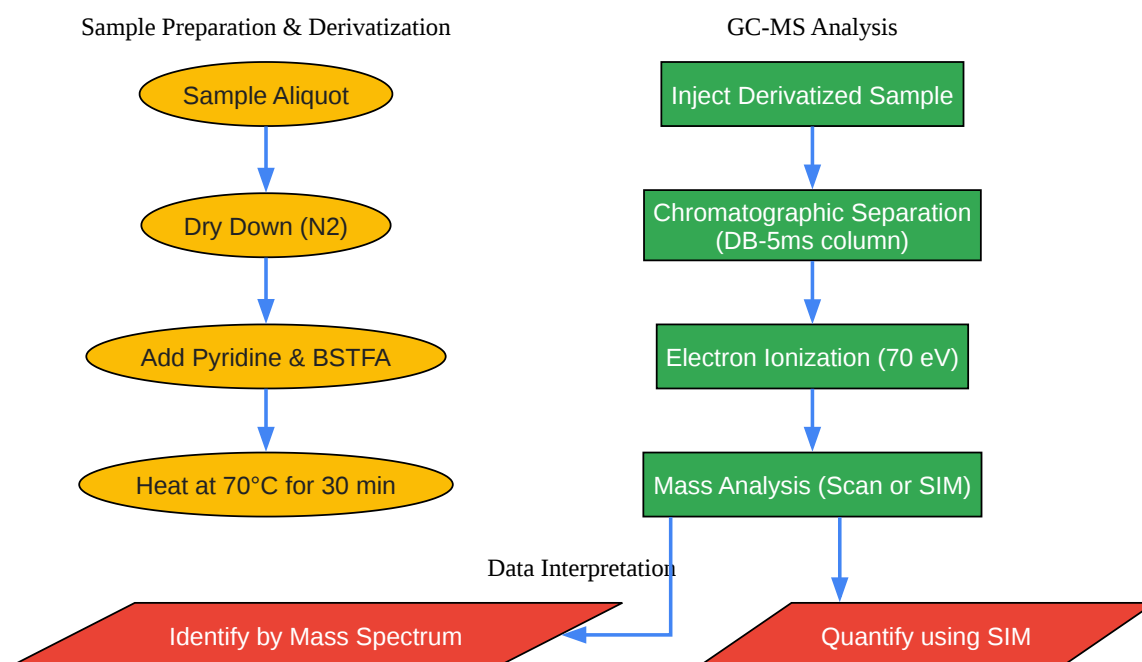 Sample Preparation & Derivatization
Sample Aliquot
Dry Down (N2)
Add Pyridine & BSTFA
Heat at 70°C for 30 min
GC-MS Analysis
Inject Derivatized Sample
Chromatographic Separation
(DB-5ms column)
Electron Ionization (70 eV)
Mass Analysis (Scan or SIM)
Data Interpretation
Identify by Mass Spectrum
Quantify using SIM